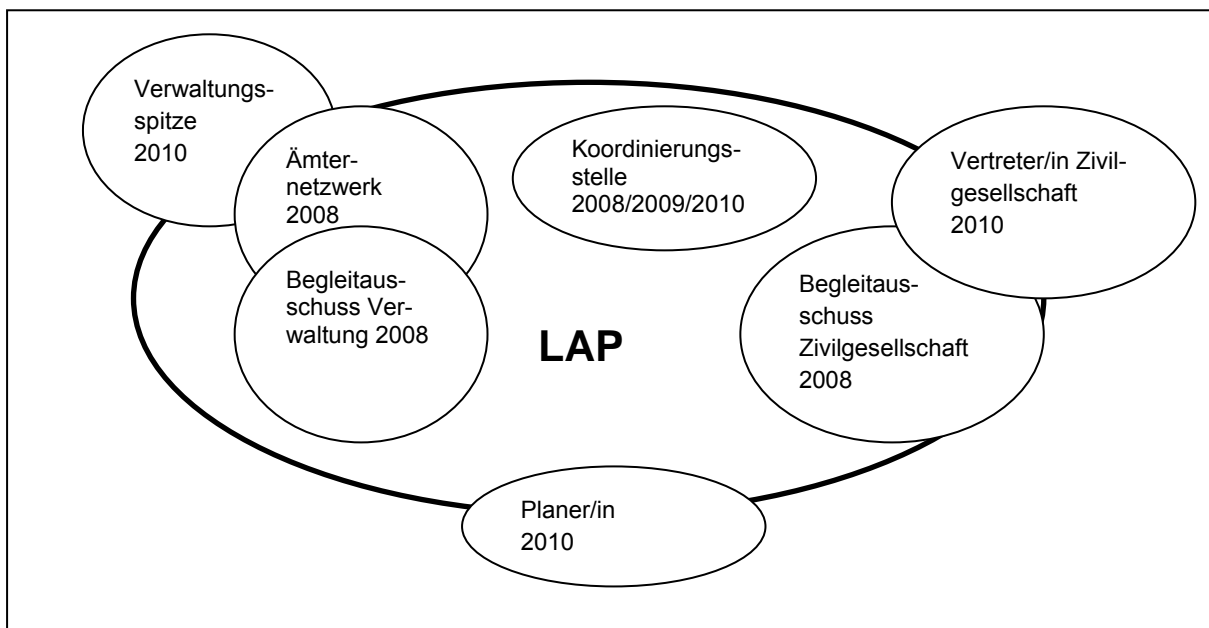 Verwaltungs-
spitze
2010
Ämter-
netzwerk
2008
Begleitaus-
schuss Ver-
waltung 2008
Koordinierungs-
stelle
2008/2009/2010
LAP
Vertreter/in Zivil-
gesellschaft
2010
Begleitaus-
schuss
Zivilgesellschaft
2008
Planer/in
2010